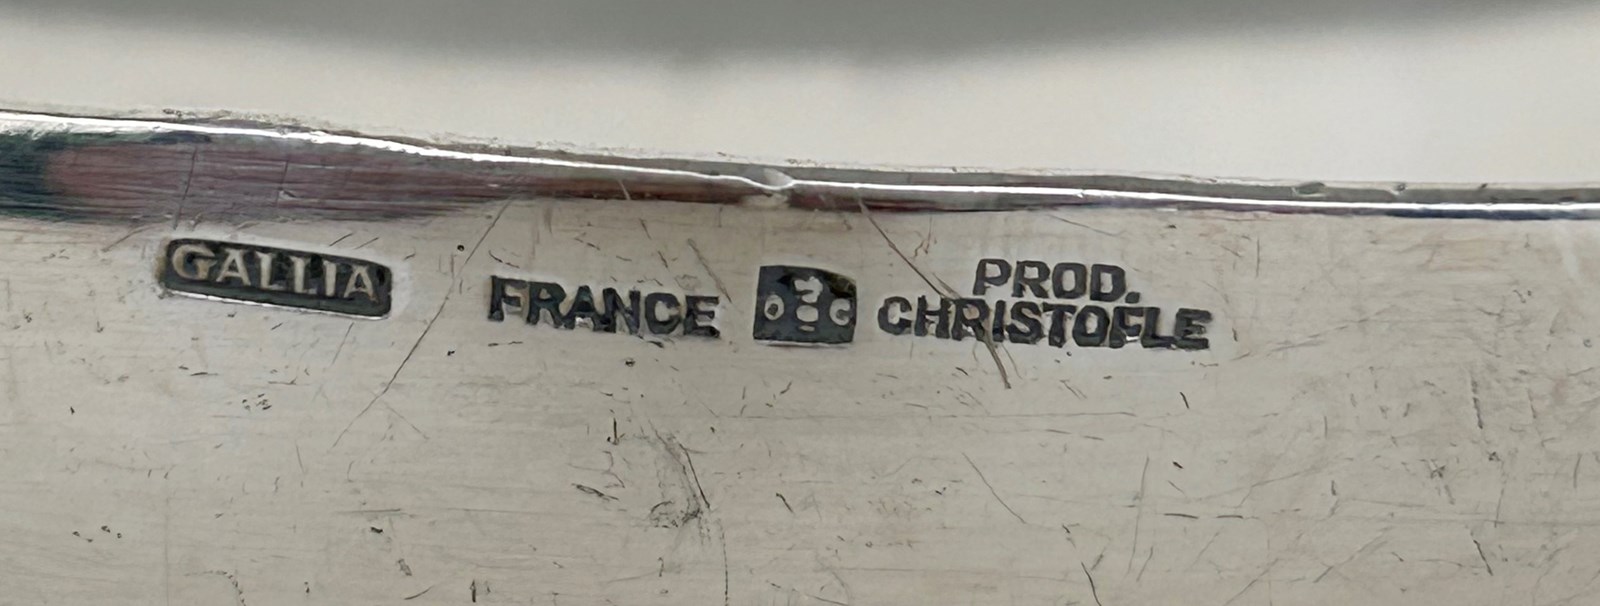 GALLIA
FRANCE
O C
PROD.
CHRISTOFLE